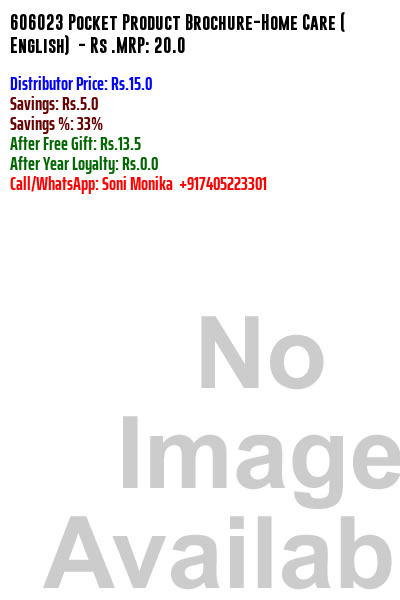 606023 Pocket Product Brochure-Home Care (
English)  - Rs .MRP: 20.0
Distributor Price: Rs.15.0
Savings: Rs.5.0
Savings %: 33%
After Free Gift: Rs.13.5
After Year Loyalty: Rs.0.0
Call/WhatsApp: Soni Monika  +917405223301
No
Image
Availab